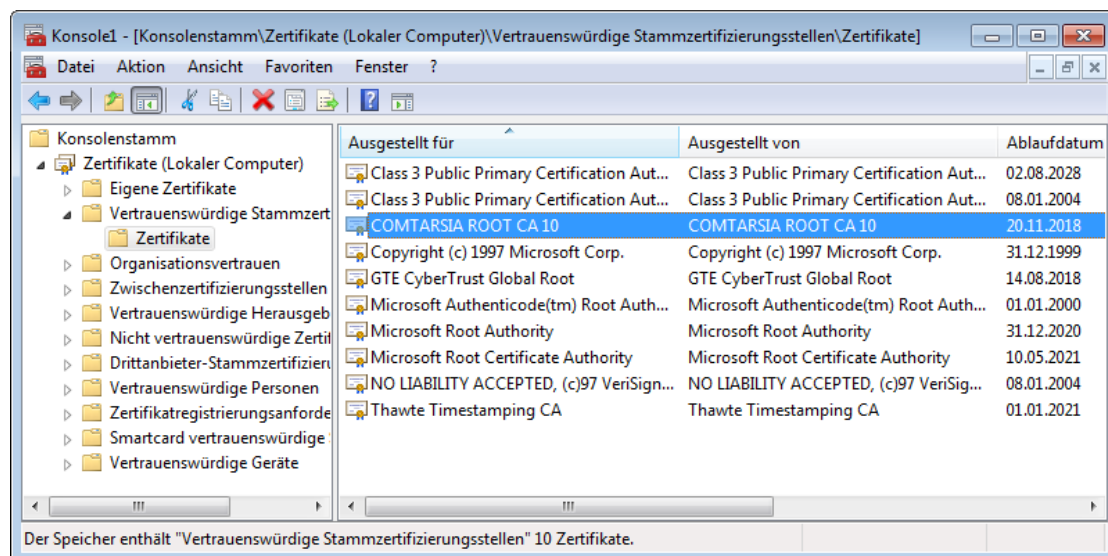 Konsole1 - [Konsolenstamm\Zertifikate (Lokaler Computer)\Vertrauenswürdige Stammzertifizierungsstellen\Zertifikate]
Datei Aktion Ansicht Favoriten Fenster ?
Konsolenstamm
Zertifikate (Lokaler Computer)
Eigene Zertifikate
Vertrauenswürdige Stammzert
Zertifikate
Organisationsvertrauen
Zwischenzertifizierungsstellen
Vertrauenswürdige Herausgeb
Nicht vertrauenswürdige Zertif
Drittanbieter-Stammzertifizieru
Vertrauenswürdige Personen
Zertifikatregistrierungsanforde
Smartcard vertrauenswürdige
Vertrauenswürdige Geräte
Ausgestellt für Ausgestellt von Ablaufdatum
Class 3 Public Primary Certification Aut... Class 3 Public Primary Certification Aut... 02.08.2028
Class 3 Public Primary Certification Aut... Class 3 Public Primary Certification Aut... 08.01.2004
COMTARSIA ROOT CA 10 COMTARSIA ROOT CA 10 20.11.2018
Copyright (c) 1997 Microsoft Corp. Copyright (c) 1997 Microsoft Corp. 31.12.1999
GTE CyberTrust Global Root GTE CyberTrust Global Root 14.08.2018
Microsoft Authenticode(tm) Root Auth... Microsoft Authenticode(tm) Root Auth... 01.01.2000
Microsoft Root Authority Microsoft Root Authority 31.12.2020
Microsoft Root Certificate Authority Microsoft Root Certificate Authority 10.05.2021
NO LIABILITY ACCEPTED, (c)97 VeriSign... NO LIABILITY ACCEPTED, (c)97 VeriSig... 08.01.2004
Thawte Timestamping CA Thawte Timestamping CA 01.01.2021
Der Speicher enthält "Vertrauenswürdige Stammzertifizierungsstellen" 10 Zertifikate.